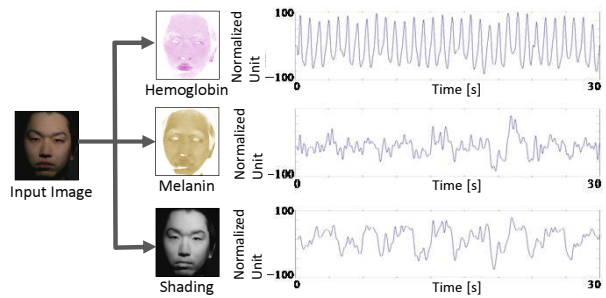 Input Image
Hemoglobin
Normalized
Unit
100
−100
0
Time [s]
30
Melanin
Normalized
Unit
−100
0
Time [s]
30
Shading
Normalized
Unit
100
−100
0
Time [s]
30